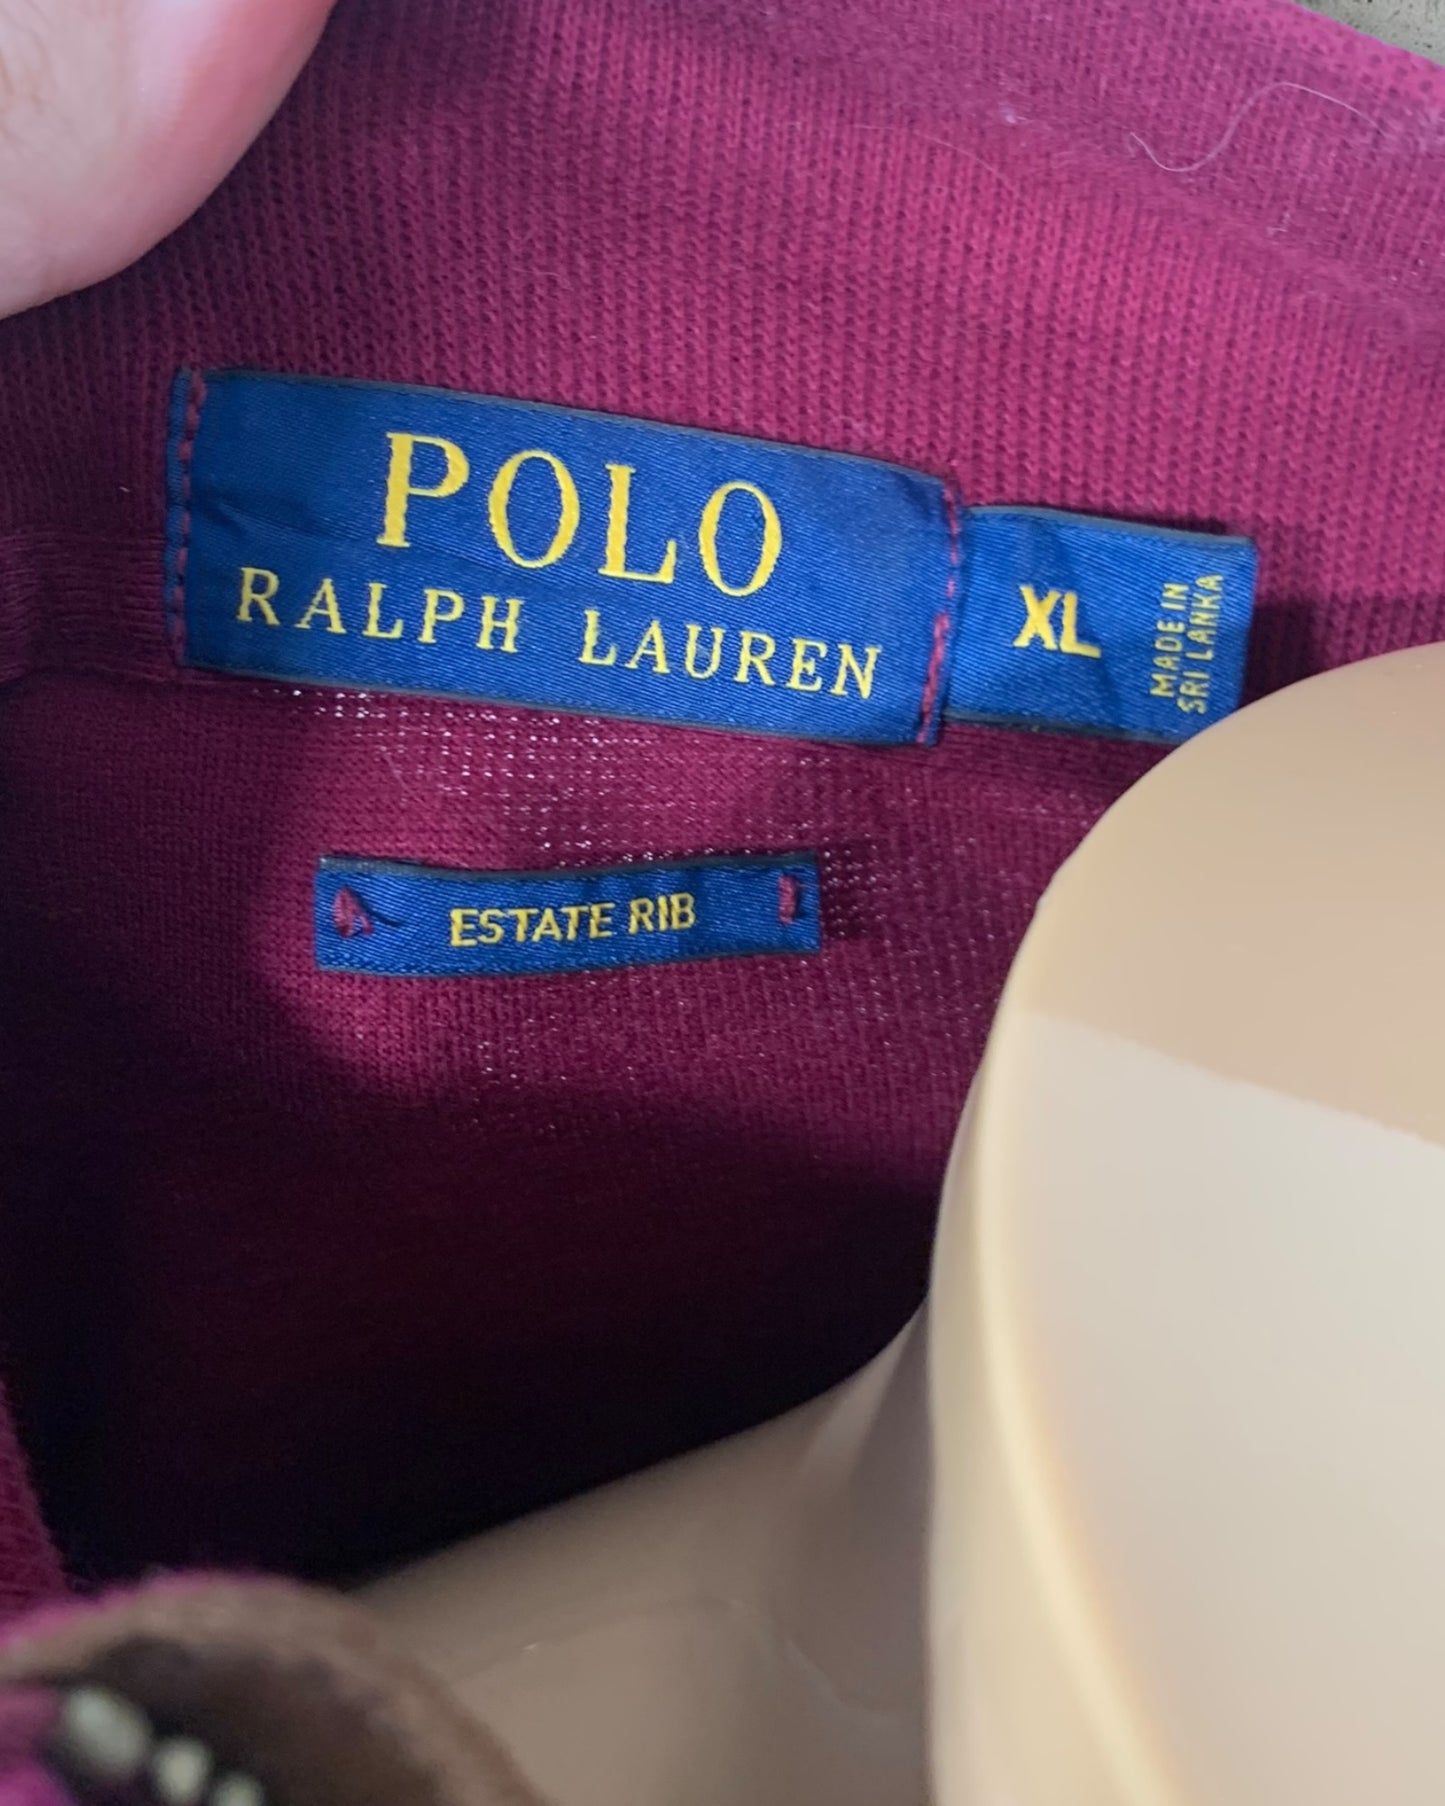 POLO
RALPH LAUREN
XL
MADE IN
SRI LANKA
ESTATE RIB